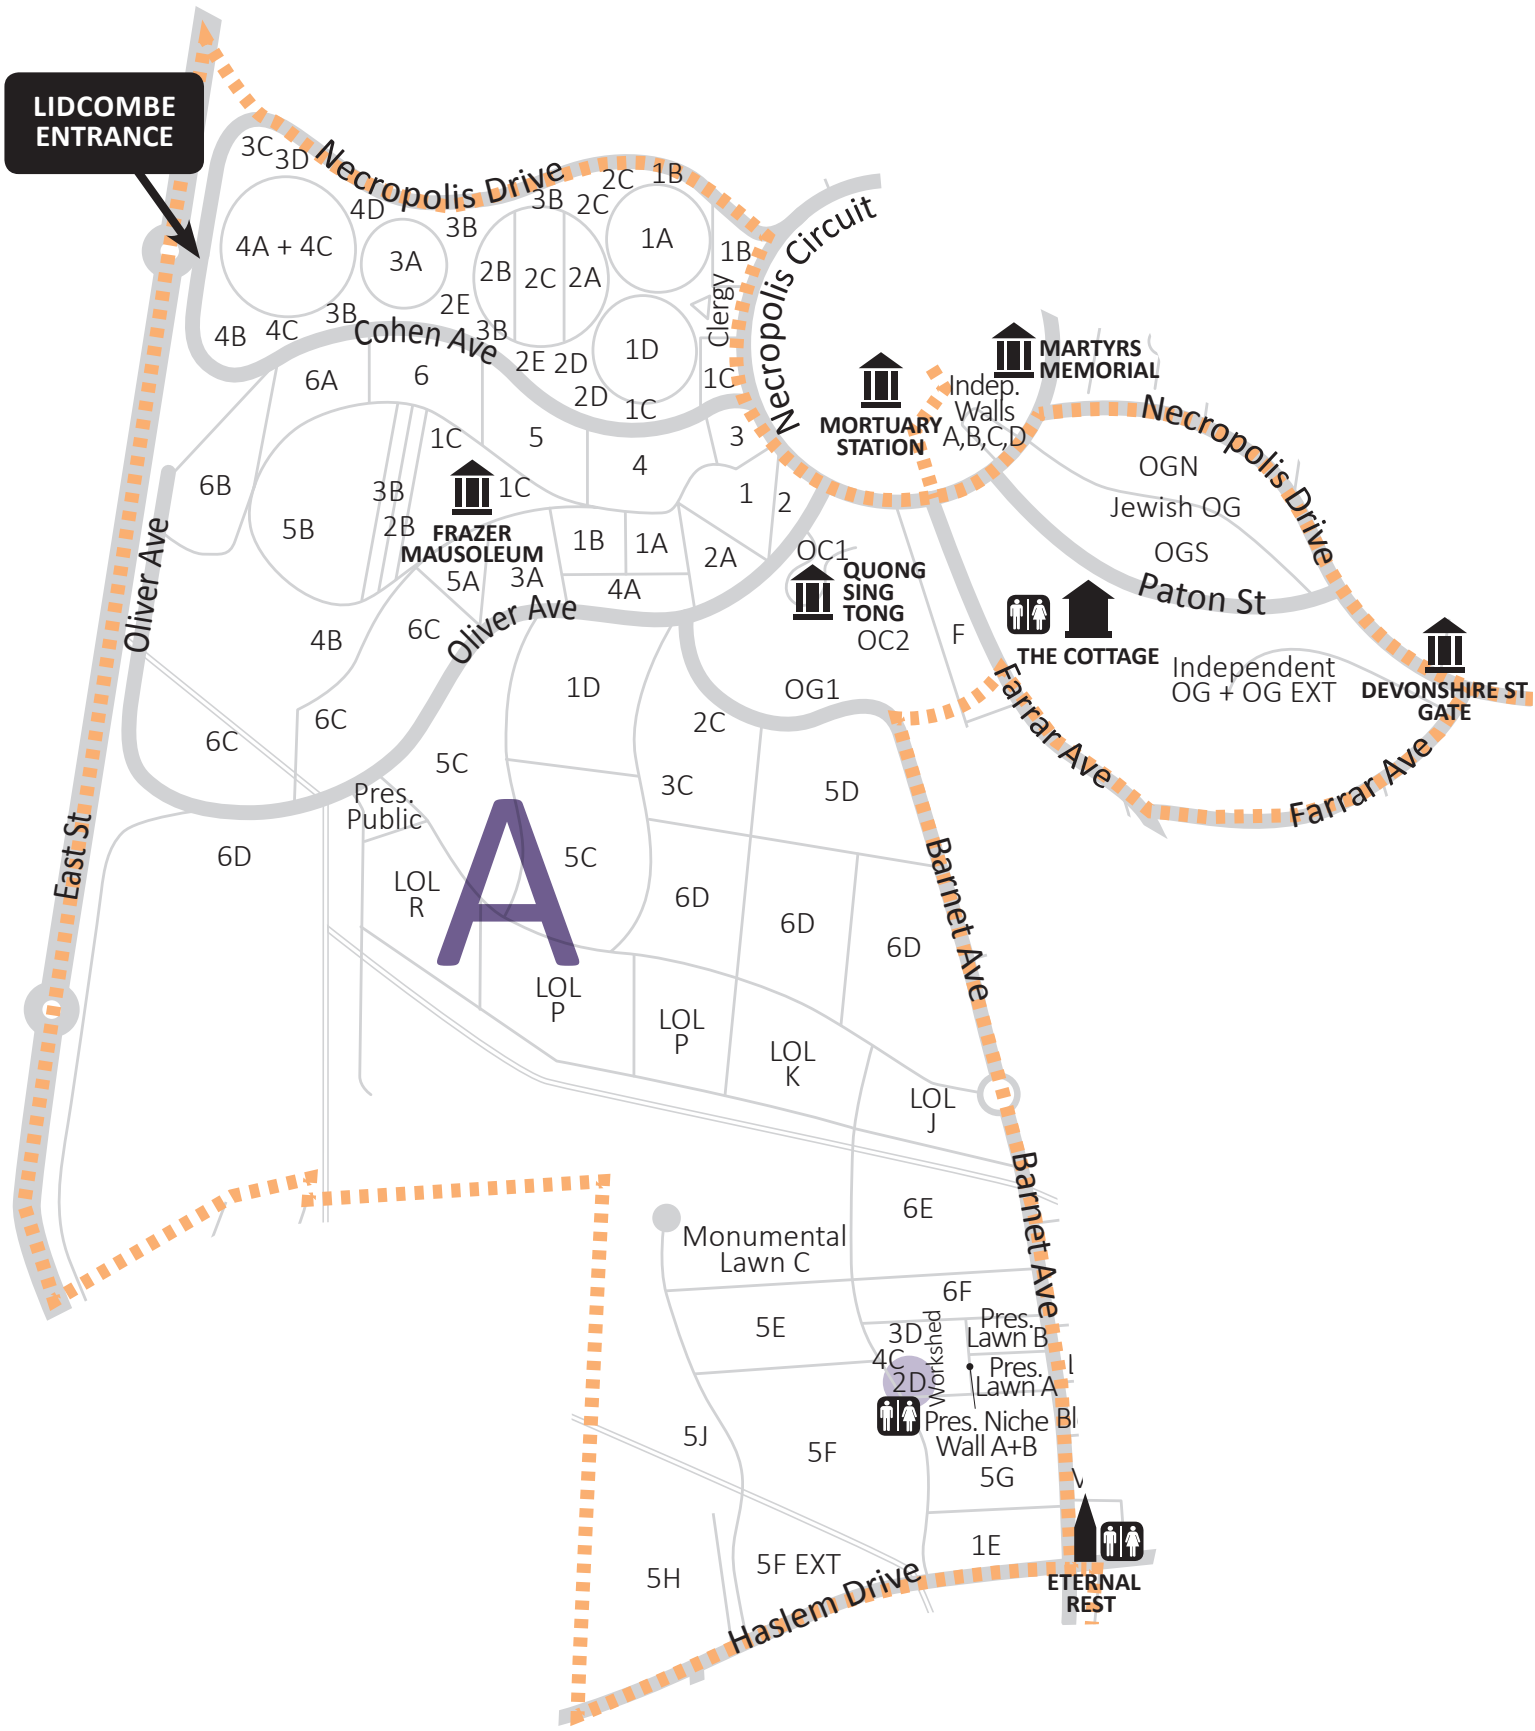 LIDCOMBE
ENTRANCE
3C
3D
Necropolis Drive
4D
3B
3B
2C
2C
1B
4A + 4C
3A
2B
2C
2A
1A
1B
Clergy
Necropolis Circuit
4B
4C
3B
2E
3B
Cohen Ave
2E
2D
2D
1D
1C
1C
6A
6
5
4
3
MORTUARY
STATION
MARTYRS
MEMORIAL
Indep.
Walls
A,B,C,D
Necropolis Drive
OGN
Jewish OG
OGS
Paton St
6B
5B
3B
2B
1C
1C
FRAZER
MAUSOLEUM
1B
1A
1
2
2A
OC1
QUONG
SING
TONG
OC2
F
THE COTTAGE
Independent
OG + OG EXT
DEVONSHIRE ST
GATE
Oliver Ave
5A
3A
4A
4B
6C
Oliver Ave
6C
6C
1D
2C
OG1
Farrar Ave
Farrar Ave
East St
6D
5C
3C
5D
Pres.
Public
A
LOL
R
5C
6D
6D
6D
Barnet Ave
LOL
P
LOL
P
LOL
K
LOL
J
Barnet Ave
6E
Monumental
Lawn C
6F
5E
3D
4C
2D
Workshed
Pres.
Lawn B
Pres.
Lawn A
Pres. Niche
Wall A+B
Bl
5J
5F
5G
5H
5F EXT
1E
Haslem Drive
ETERNAL
REST